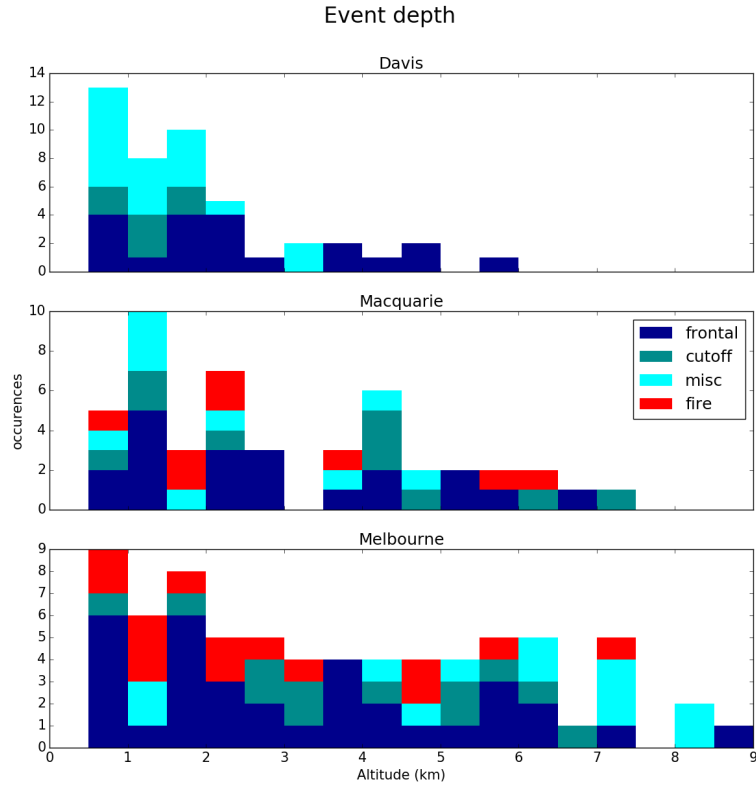 Event depth
Davis
14
12
10
8
6
4
2
0
Macquarie
10
8
6
4
2
0
occurences
frontal
cutoff
misc
fire
Melbourne
9
8
7
6
5
4
3
2
1
0
0 1 2 3 4 5 6 7 8 9
Altitude (km)